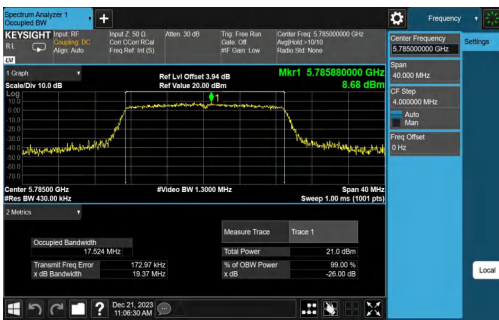 Spectrum Analyzer 1
Occupied BW
Frequency
KEYSIGHT
RL
Input: RF
Coupling: DC
Align: Auto
Input Z: 50 Ω
Corr CCorr RCal
Freq Ref: Int (S)
Atten: 30 dB
Trig: Free Run
Gate: Off
#IF Gain: Low
Center Freq: 5.785000000 GHz
Avg|Hold:>10/10
Radio Std: None
LV
Center Frequency
5.785000000 GHz
Settings
Span
40.000 MHz
CF Step
4.000000 MHz
Auto
Man
Freq Offset
0 Hz
Local
1 Graph
Scale/Div 10.0 dB
Log
Ref Lvl Offset 3.94 dB
Ref Value 20.00 dBm
Mkr1 5.785880000 GHz
8.68 dBm
1
10.0
0.00
-10.0
-20.0
-30.0
-40.0
-50.0
-60.0
-70.0
Center 5.78500 GHz
#Res BW 430.00 kHz
#Video BW 1.3000 MHz
Span 40 MHz
Sweep 1.00 ms (1001 pts)
2 Metrics
Measure Trace
Trace 1
Occupied Bandwidth
17.524 MHz
Total Power
21.0 dBm
Transmit Freq Error
172.97 kHz
% of OBW Power
99.00 %
x dB Bandwidth
19.37 MHz
x dB
-26.00 dB
?
Dec 21, 2023
11:06:30 AM